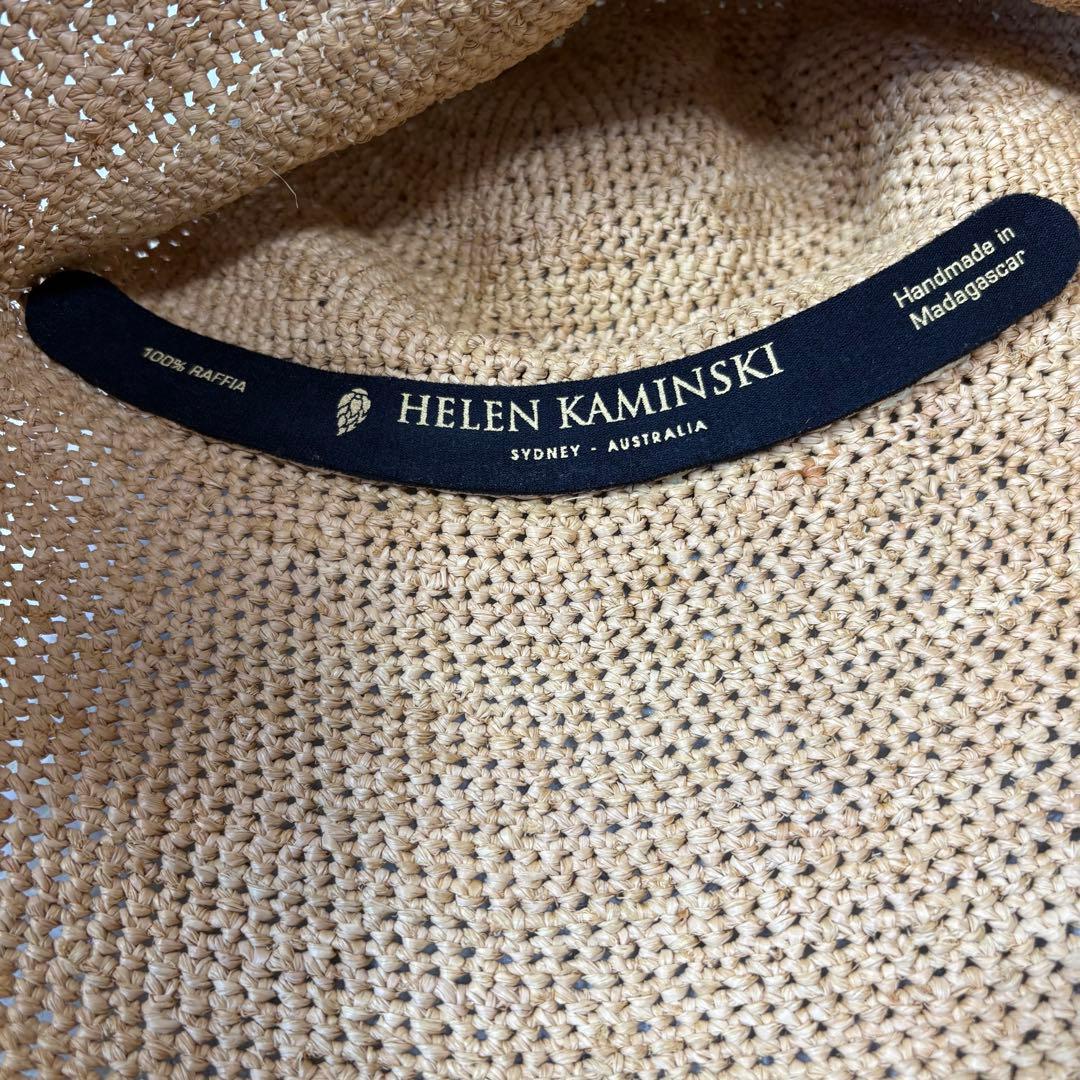 100% RAFFIA
HELEN KAMINSKI
SYDNEY - AUSTRALIA
Handmade in
Madagascar